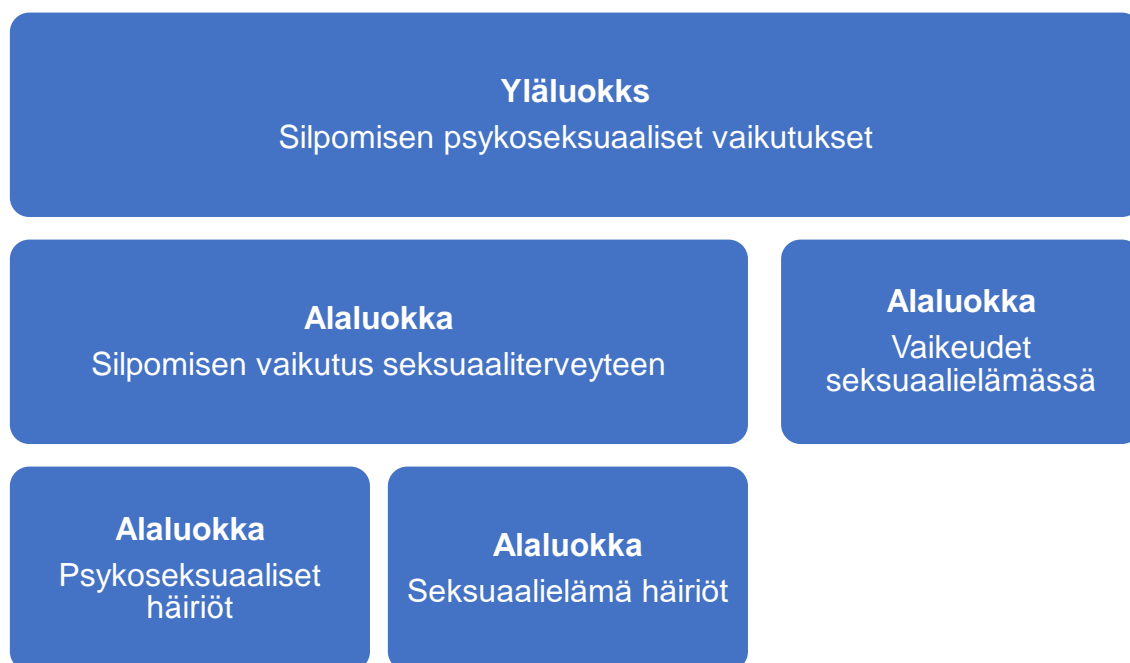 Yläluokks
Silpomisen psykoseksuaaliset vaikutukset
Alaluokka
Silpomisen vaikutus seksuaaliterveyteen
Alaluokka
Vaikeudet
seksuaalielämässä
Alaluokka
Psykoseksuaaliset
häiriöt
Alaluokka
Seksuaalielämä häiriöt